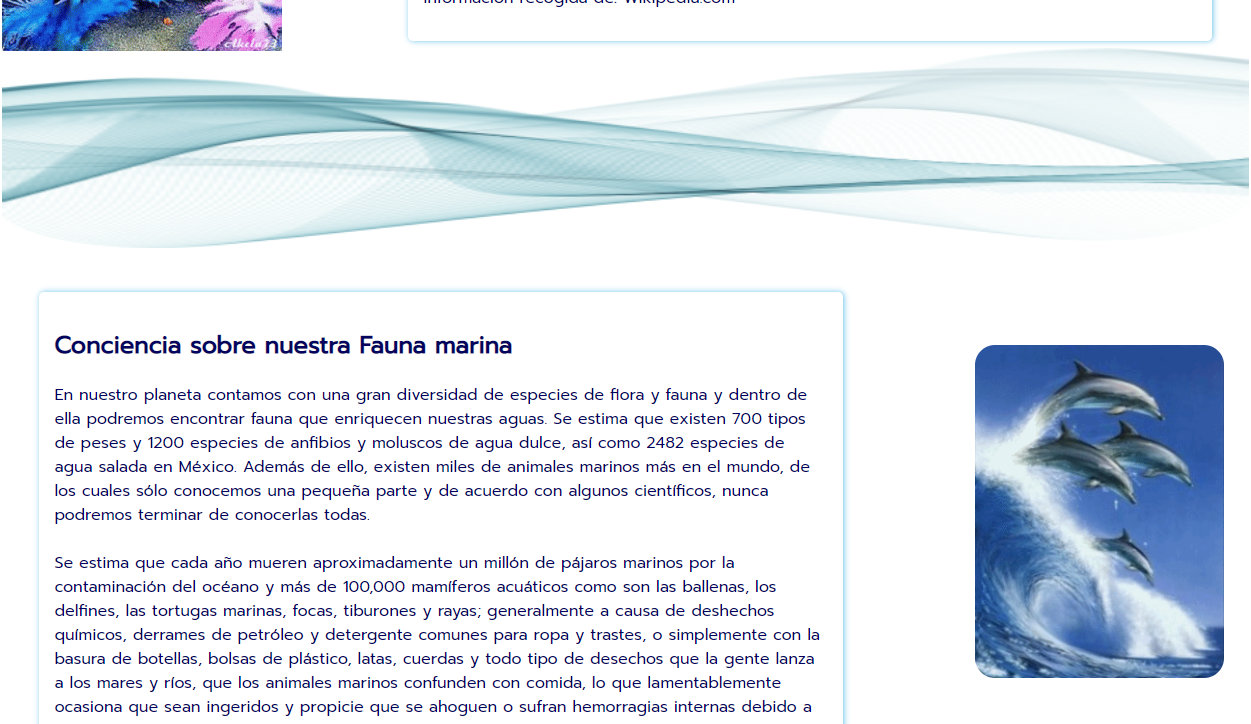 Información recogida de: Wikipedia.com
Akela23
Conciencia sobre nuestra Fauna marina
En nuestro planeta contamos con una gran diversidad de especies de flora y fauna y dentro de
ella podremos encontrar fauna que enriquecen nuestras aguas. Se estima que existen 700 tipos
de peses y 1200 especies de anfibios y moluscos de agua dulce, así como 2482 especies de
agua salada en México. Además de ello, existen miles de animales marinos más en el mundo, de
los cuales sólo conocemos una pequeña parte y de acuerdo con algunos científicos, nunca
podremos terminar de conocerlas todas.
Se estima que cada año mueren aproximadamente un millón de pájaros marinos por la
contaminación del océano y más de 100,000 mamíferos acuáticos como son las ballenas, los
delfines, las tortugas marinas, focas, tiburones y rayas; generalmente a causa de deshechos
químicos, derrames de petróleo y detergente comunes para ropa y trastes, o simplemente con la
basura de botellas, bolsas de plástico, latas, cuerdas y todo tipo de desechos que la gente lanza
a los mares y ríos, que los animales marinos confunden con comida, lo que lamentablemente
ocasiona que sean ingeridos y propicie que se ahoguen o sufran hemorragias internas debido a